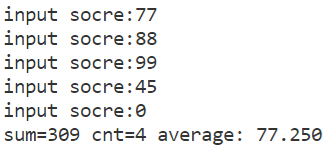 input socre:77
input socre:88
input socre:99
input socre:45
input socre:0
sum=309 cnt=4 average: 77.250